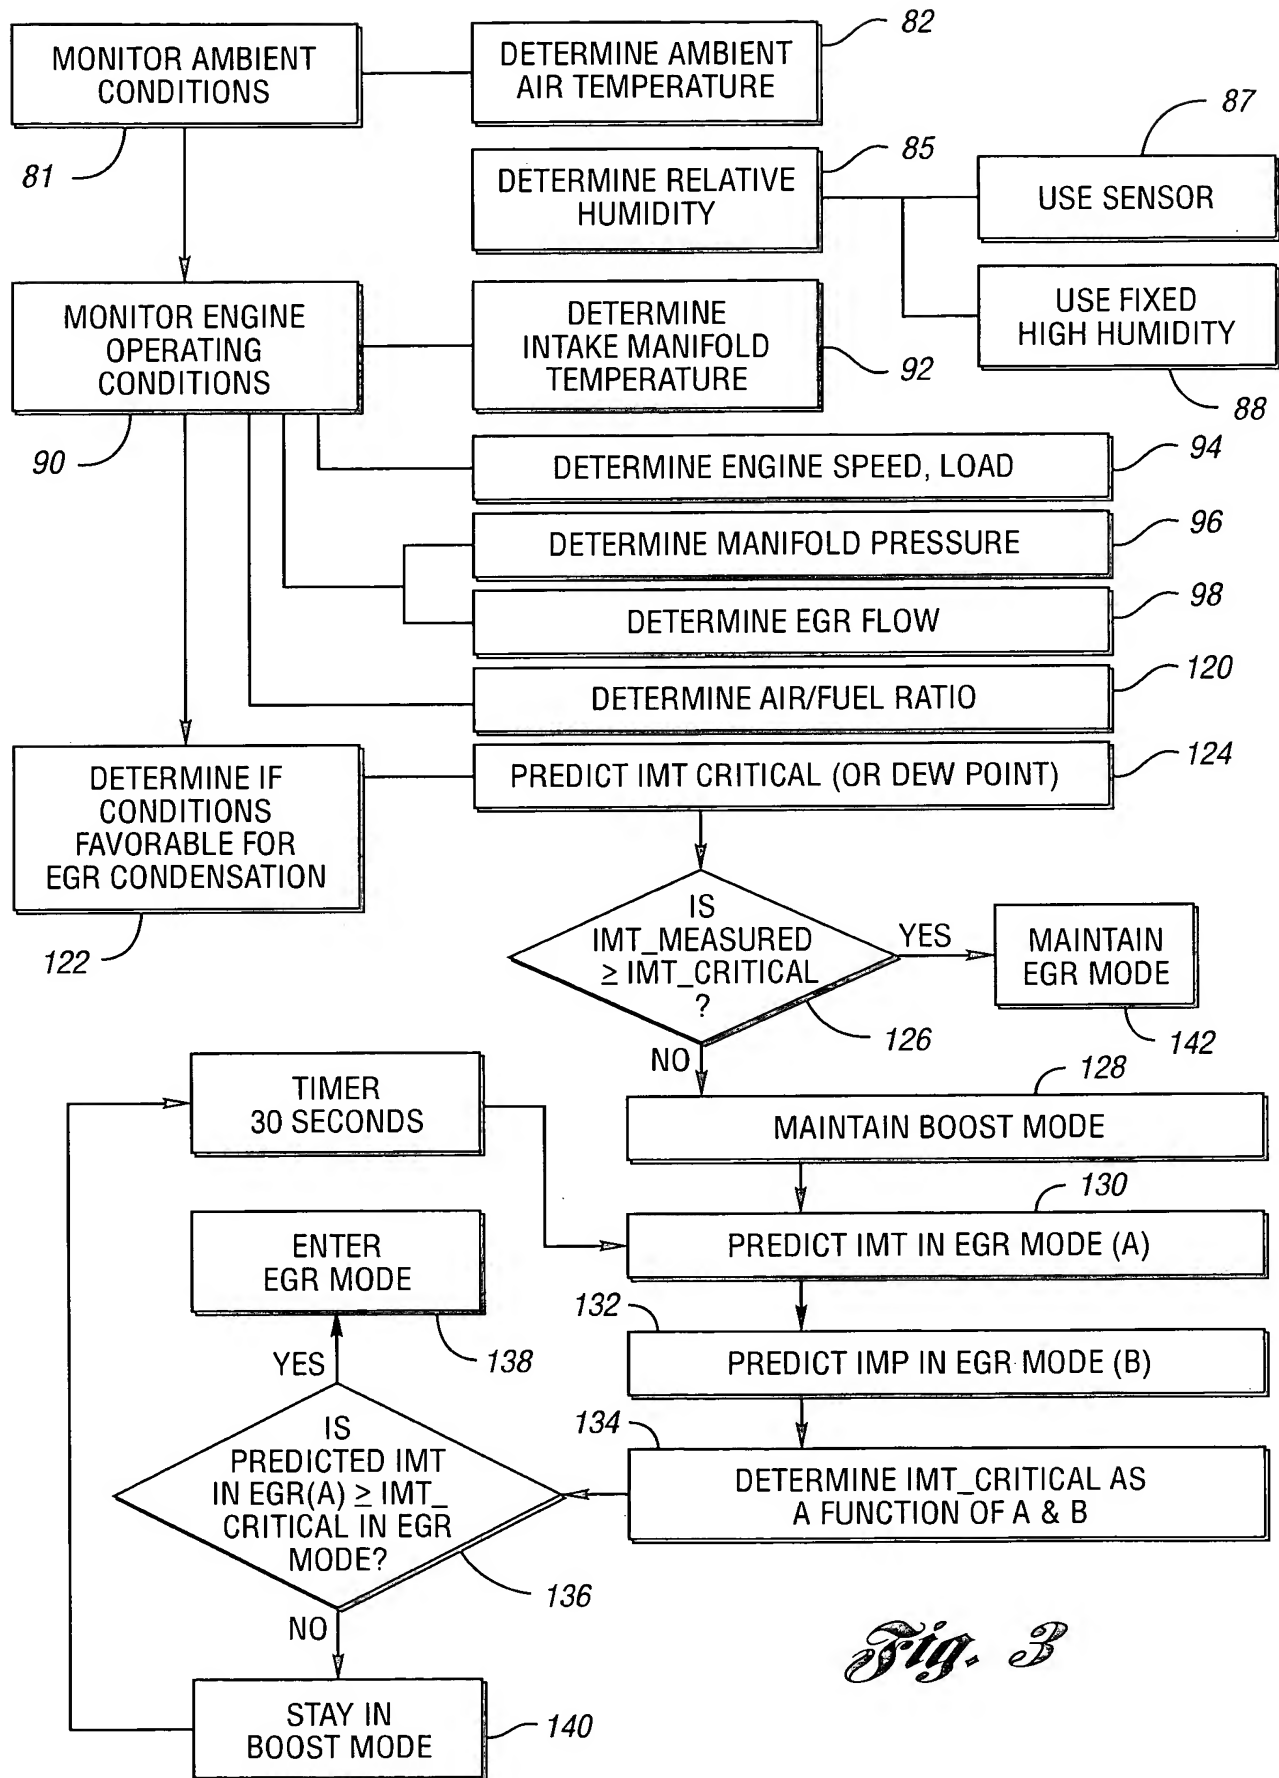 MONITOR AMBIENT
CONDITIONS
81
DETERMINE AMBIENT
AIR TEMPERATURE
82
DETERMINE RELATIVE
HUMIDITY
85
USE SENSOR
87
USE FIXED
HIGH HUMIDITY
88
MONITOR ENGINE
OPERATING
CONDITIONS
90
DETERMINE
INTAKE MANIFOLD
TEMPERATURE
92
DETERMINE ENGINE SPEED, LOAD
94
DETERMINE MANIFOLD PRESSURE
96
DETERMINE EGR FLOW
98
DETERMINE AIR/FUEL RATIO
120
DETERMINE IF
CONDITIONS
FAVORABLE FOR
EGR CONDENSATION
122
PREDICT IMT CRITICAL (OR DEW POINT)
124
IS
IMT_MEASURED
≥ IMT_CRITICAL
?
126
YES
MAINTAIN
EGR MODE
142
NO
MAINTAIN BOOST MODE
128
TIMER
30 SECONDS
PREDICT IMT IN EGR MODE (A)
130
PREDICT IMP IN EGR MODE (B)
132
DETERMINE IMT_CRITICAL AS
A FUNCTION OF A & B
134
IS
PREDICTED IMT
IN EGR(A) ≥ IMT_
CRITICAL IN EGR
MODE?
136
YES
ENTER
EGR MODE
138
NO
STAY IN
BOOST MODE
140
Fig. 3